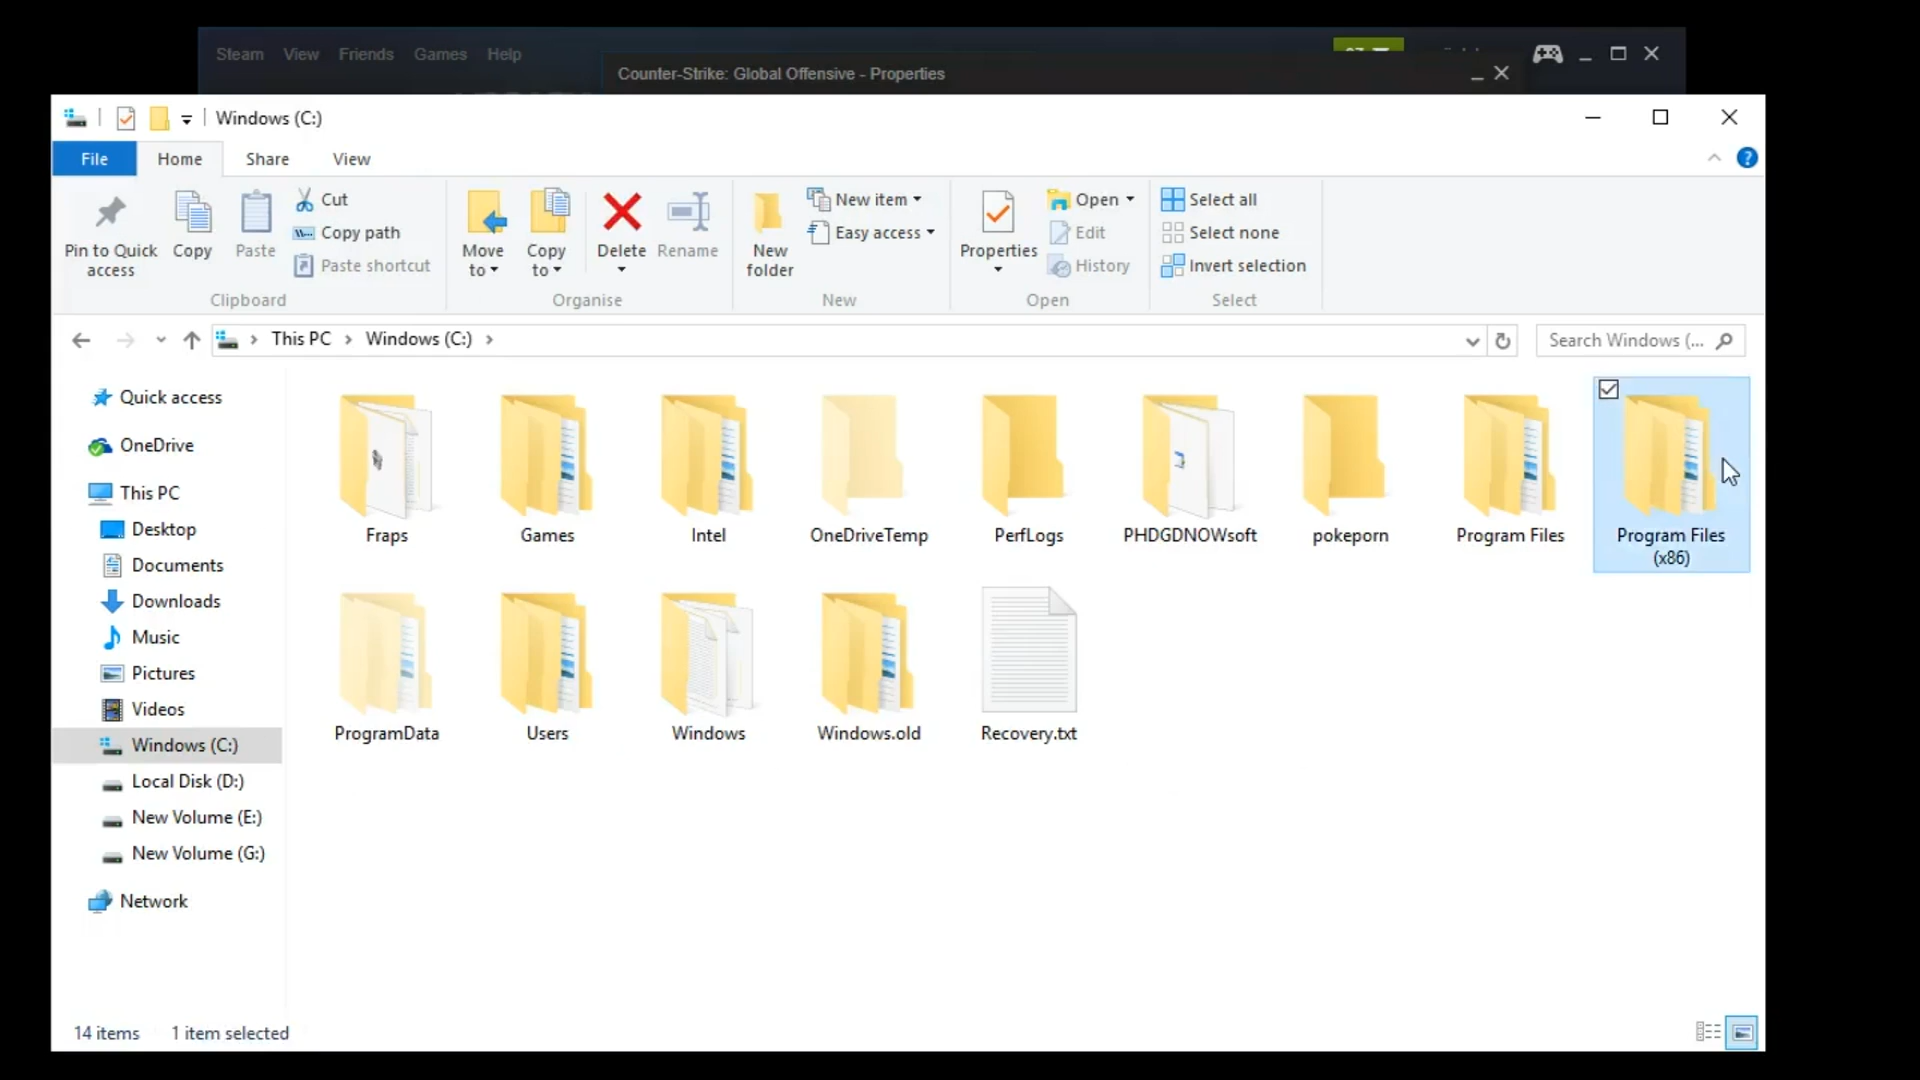 Steam View Friends Games Help
Counter-Strike: Global Offensive - Properties
Windows (C:)
File Home Share View
Pin to Quick access
Copy
Paste
Cut
Copy path
Paste shortcut
Clipboard
Move to
Copy to
Delete
Rename
Organise
New folder
New item
Easy access
New
Properties
Open
Edit
History
Open
Select all
Select none
Invert selection
Select
This PC Windows (C:)
Search Windows (...
Quick access
OneDrive
This PC
Desktop
Documents
Downloads
Music
Pictures
Videos
Windows (C:)
Local Disk (D:)
New Volume (E:)
New Volume (G:)
Network
Fraps
Games
Intel
OneDriveTemp
PerfLogs
PHDGDNOWsoft
pokeporn
Program Files
Program Files
(x86)
ProgramData
Users
Windows
Windows.old
Recovery.txt
14 items 1 item selected